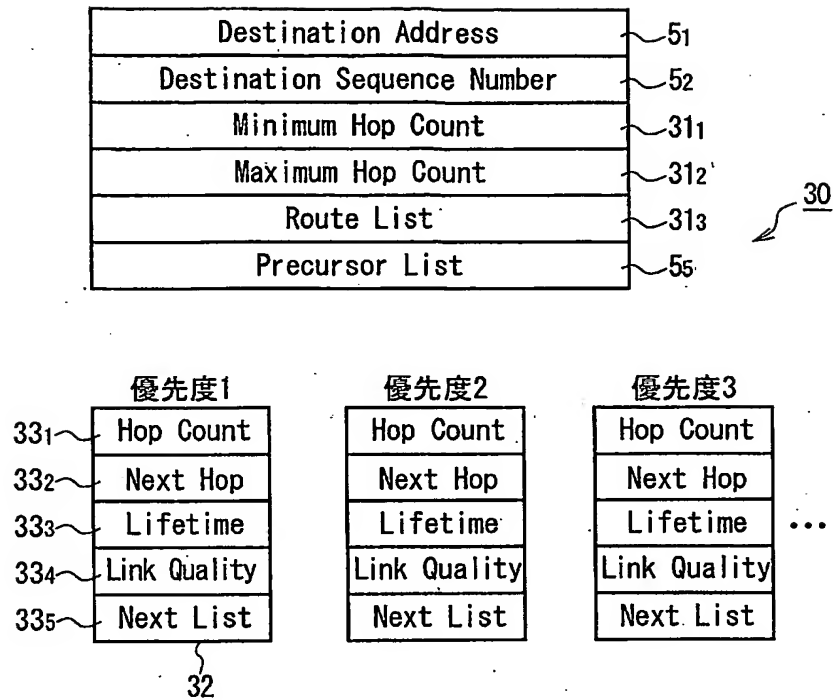 Destination Address 5₁
Destination Sequence Number 5₂
Minimum Hop Count 31₁
Maximum Hop Count 31₂
Route List 31₃
Precursor List 5₅
30
優先度1 優先度2 優先度3
33₁ Hop Count Hop Count Hop Count
33₂ Next Hop Next Hop Next Hop
33₃ Lifetime Lifetime Lifetime •••
33₄ Link Quality Link Quality Link Quality
33₅ Next List Next List Next List
32